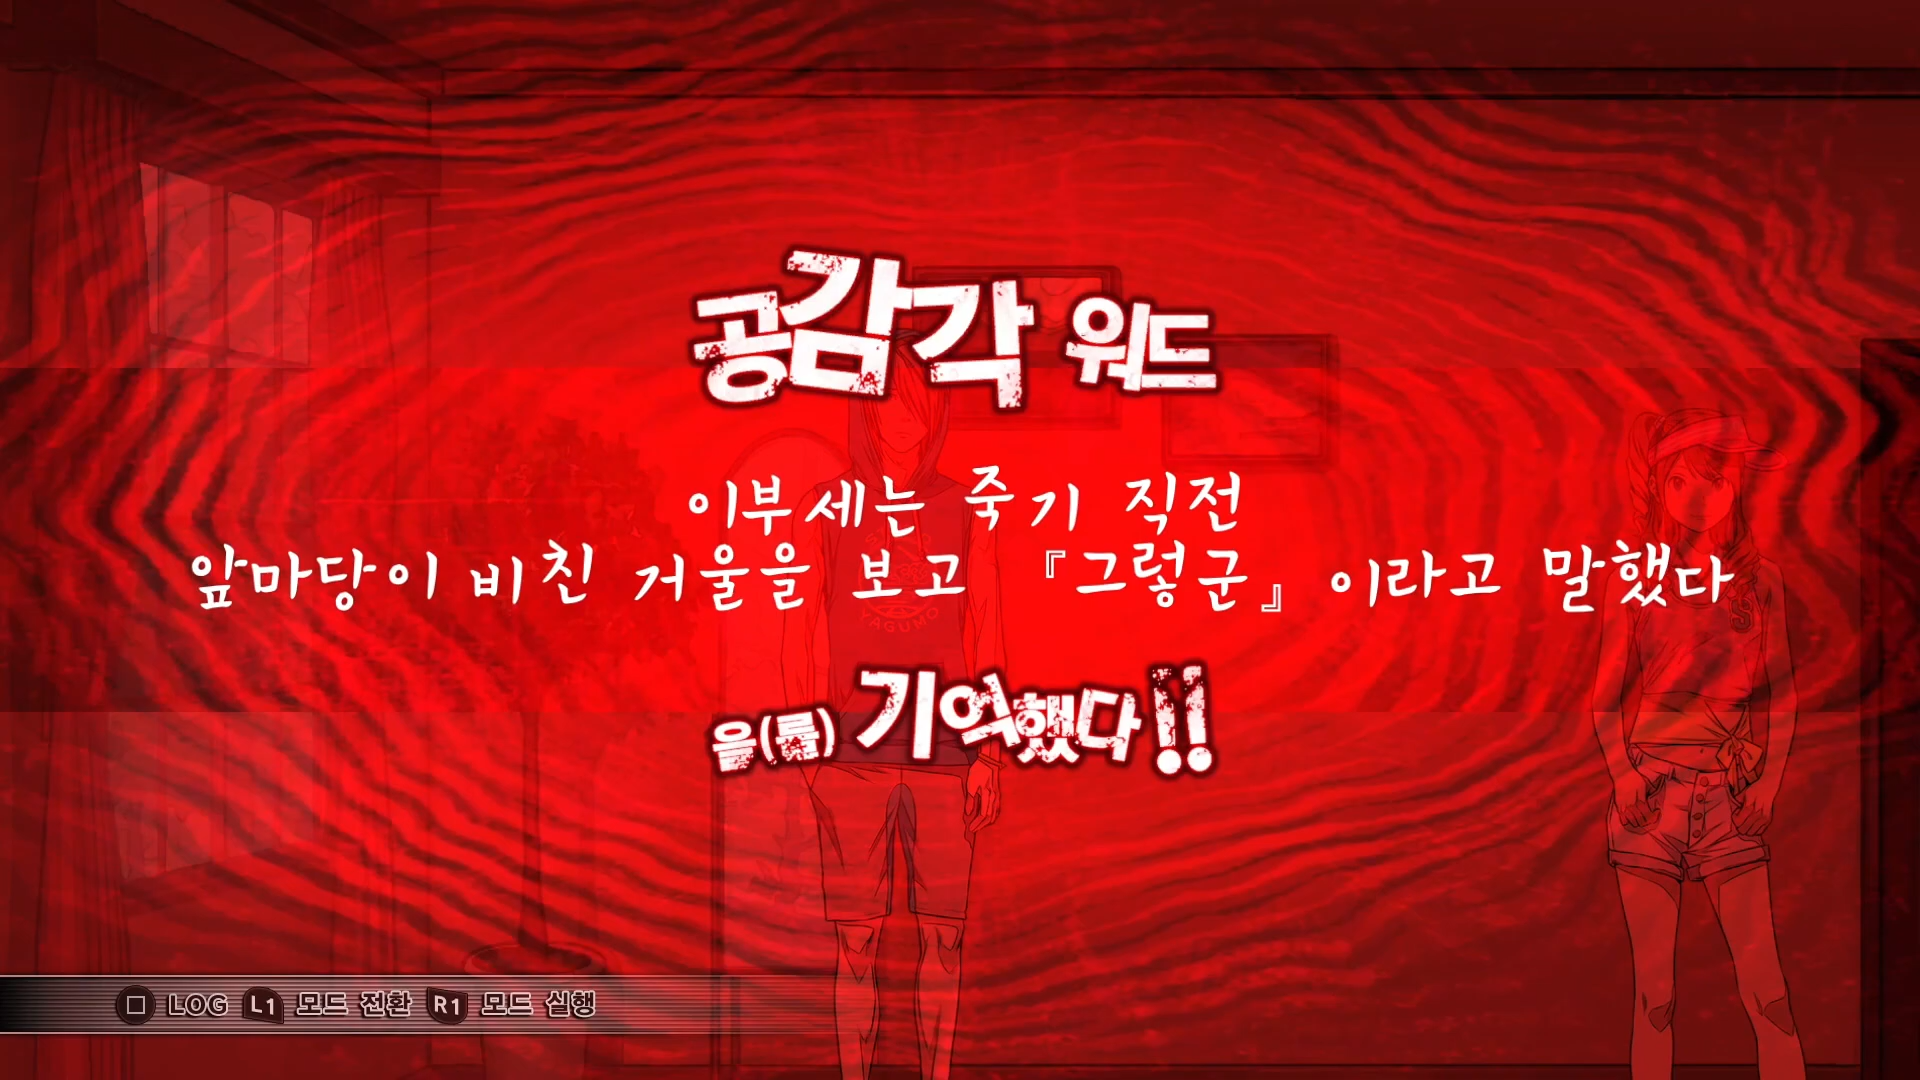 공감각 워드
이부세는 죽기 직전
앞마당이 비친 거울을 보고 『그렇군』이라고 말했다
YAGUMO
을(를) 기억했다!!
S
LOG L1 모드 전환 R1 모드 실행